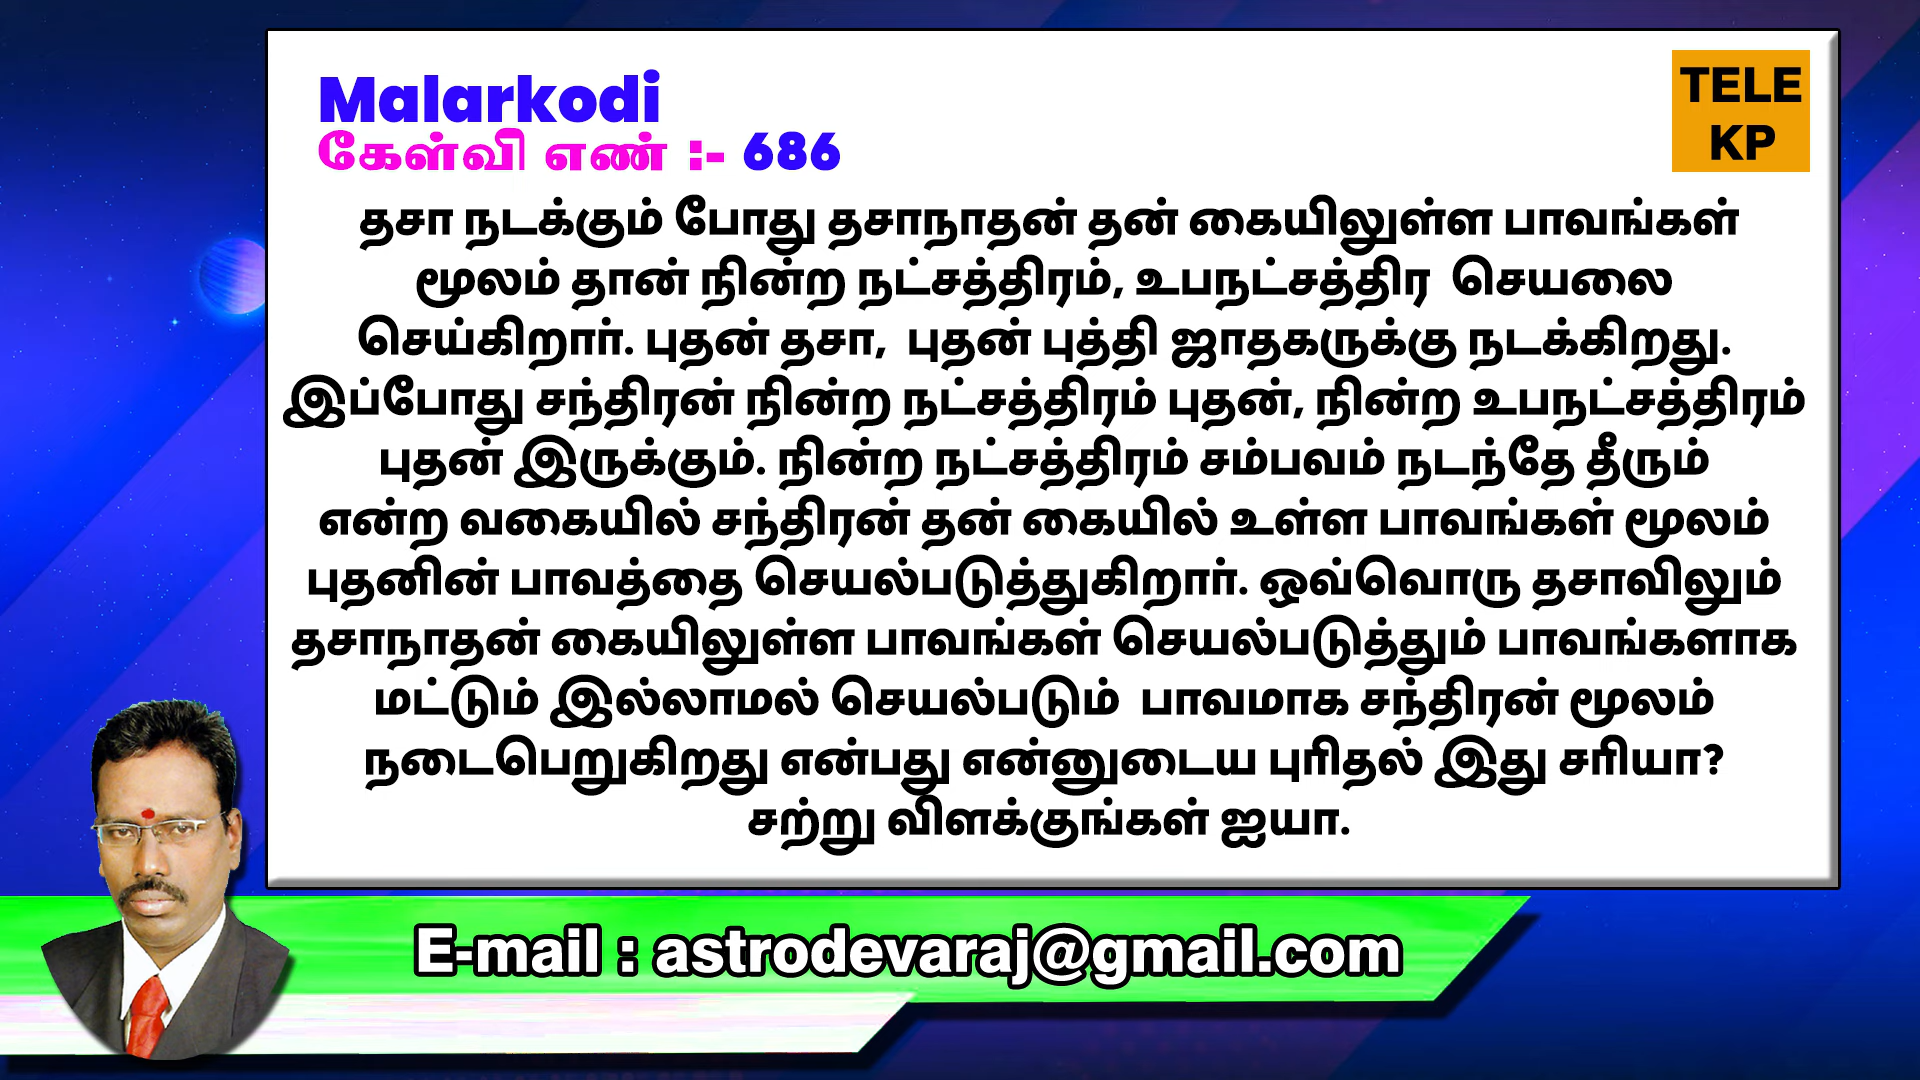 Malarkodi
TELE
KP
கேள்வி எண் :- 686
தசா நடக்கும் போது தசாநாதன் தன் கையிலுள்ள பாவங்கள்
மூலம் தான் நின்ற நட்சத்திரம், உபநட்சத்திர செயலை
செய்கிறார். புதன் தசா, புதன் புத்தி ஜாதகருக்கு நடக்கிறது.
இப்போது சந்திரன் நின்ற நட்சத்திரம் புதன், நின்ற உபநட்சத்திரம்
புதன் இருக்கும். நின்ற நட்சத்திரம் சம்பவம் நடந்தே தீரும்
என்ற வகையில் சந்திரன் தன் கையில் உள்ள பாவங்கள் மூலம்
புதனின் பாவத்தை செயல்படுத்துகிறார். ஒவ்வொரு தசாவிலும்
தசாநாதன் கையிலுள்ள பாவங்கள் செயல்படுத்தும் பாவங்களாக
மட்டும் இல்லாமல் செயல்படும் பாவமாக சந்திரன் மூலம்
நடைபெறுகிறது என்பது என்னுடைய புரிதல் இது சரியா?
சற்று விளக்குங்கள் ஐயா.
E-mail : astrodevaraj@gmail.com